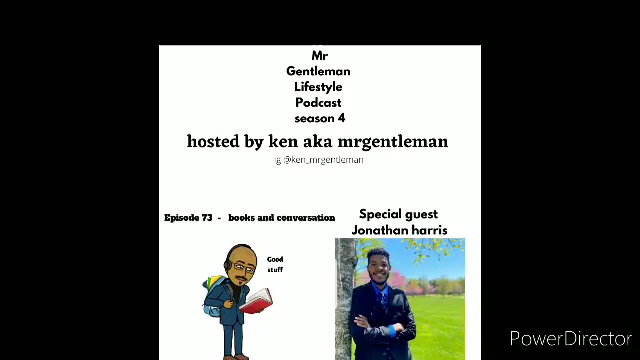 Mr
Gentleman
Lifestyle
Podcast
season 4
hosted by ken aka mrgentleman
ig @ken_mrgentleman
Episode 73 - books and conversation
Special guest
Jonathan harris
Good
stuff
PowerDirector